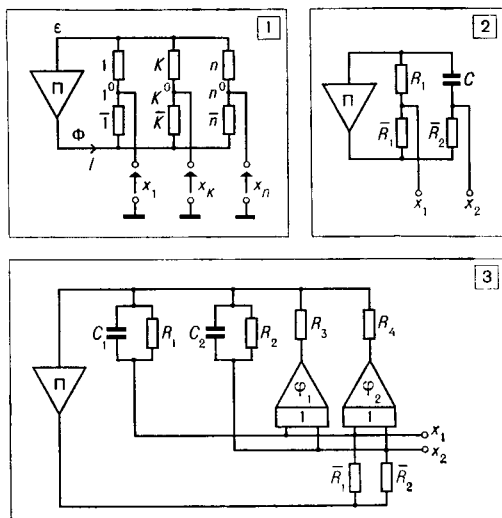 1
ε
1 K n
П 1⁰ K⁰ n⁰
1̅ K̅ n̅
Φ
I
x₁ x_K x_n
2
R₁ C
П
R̅₁ R̅₂
x₁ x₂
3
C₁ R₁ C₂ R₂ R₃ R₄
П
φ₁ φ₂
1 1
x₁
x₂
R̅₁ R̅₂